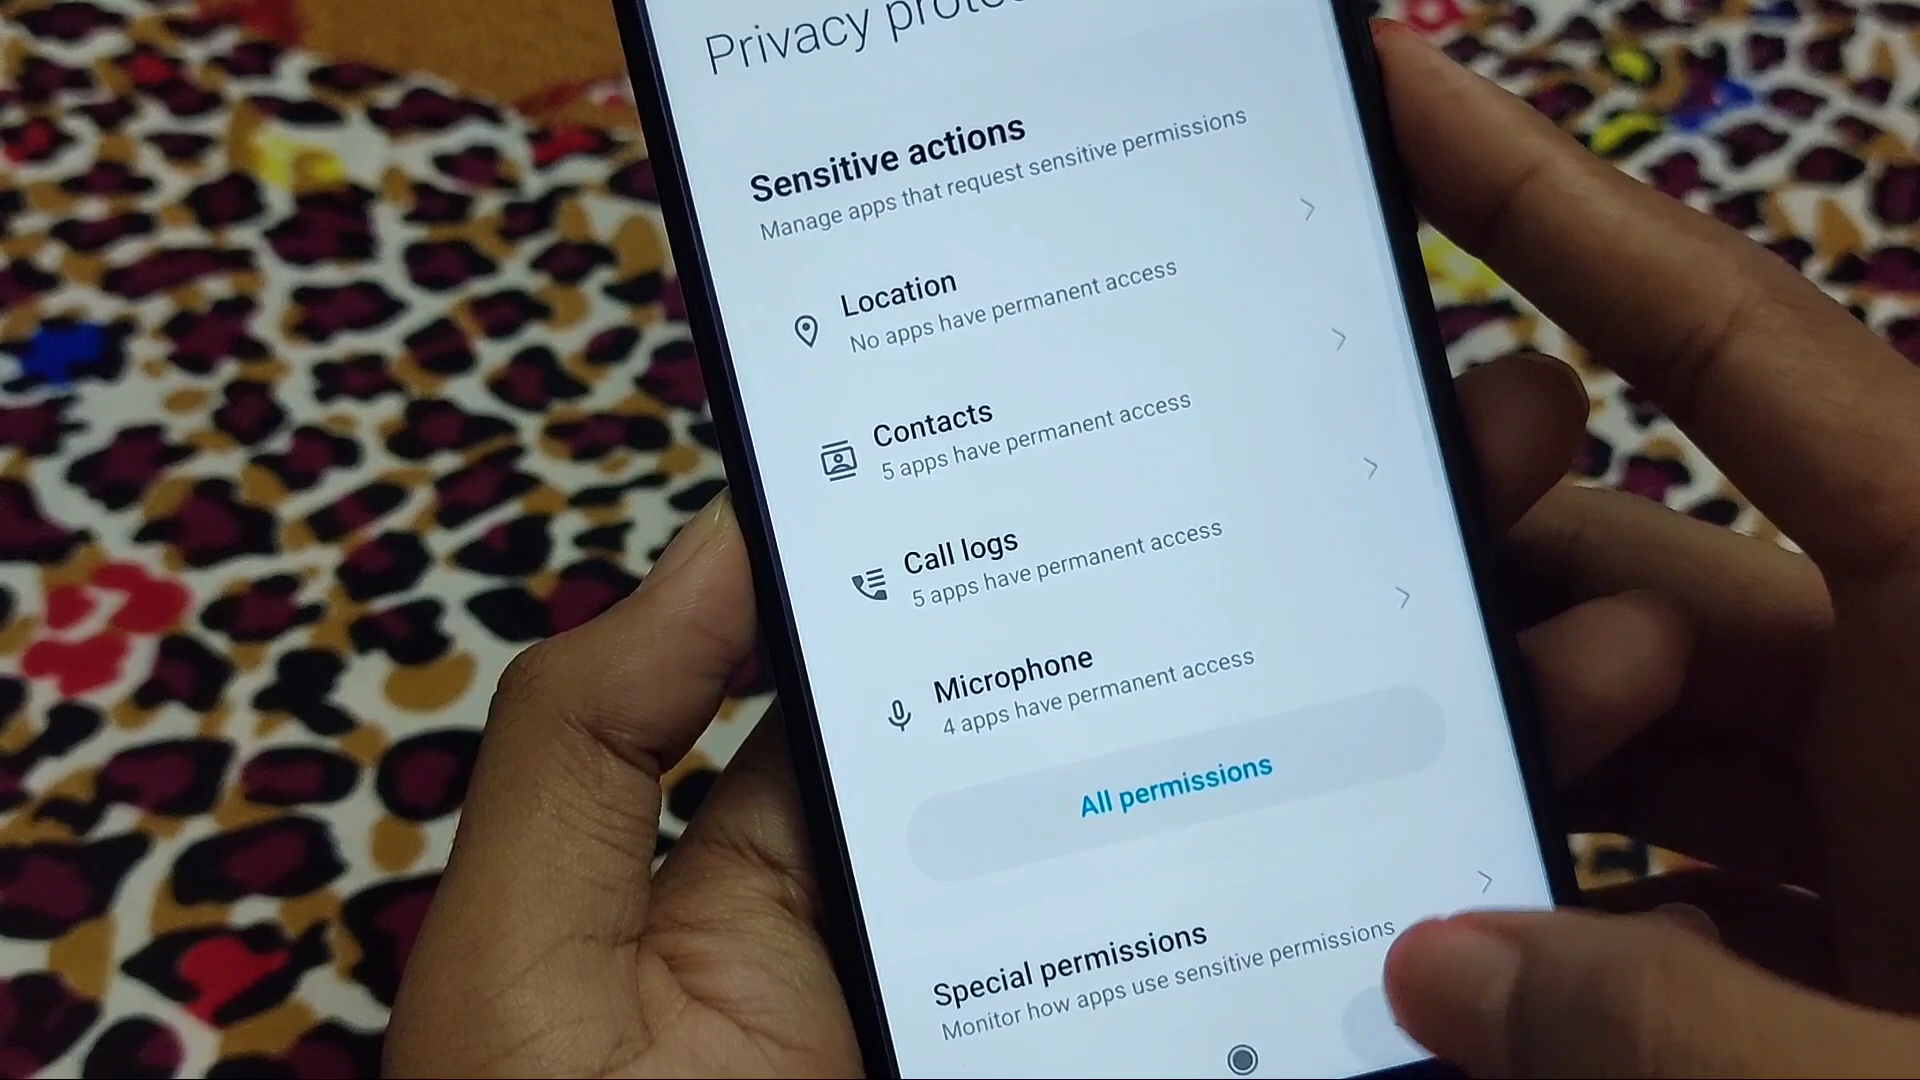 Privacy
Sensitive actions
Manage apps that request sensitive permissions
Location
No apps have permanent access
Contacts
5 apps have permanent access
Call logs
5 apps have permanent access
Microphone
4 apps have permanent access
All permissions
Special permissions
Monitor how apps use sensitive permissions